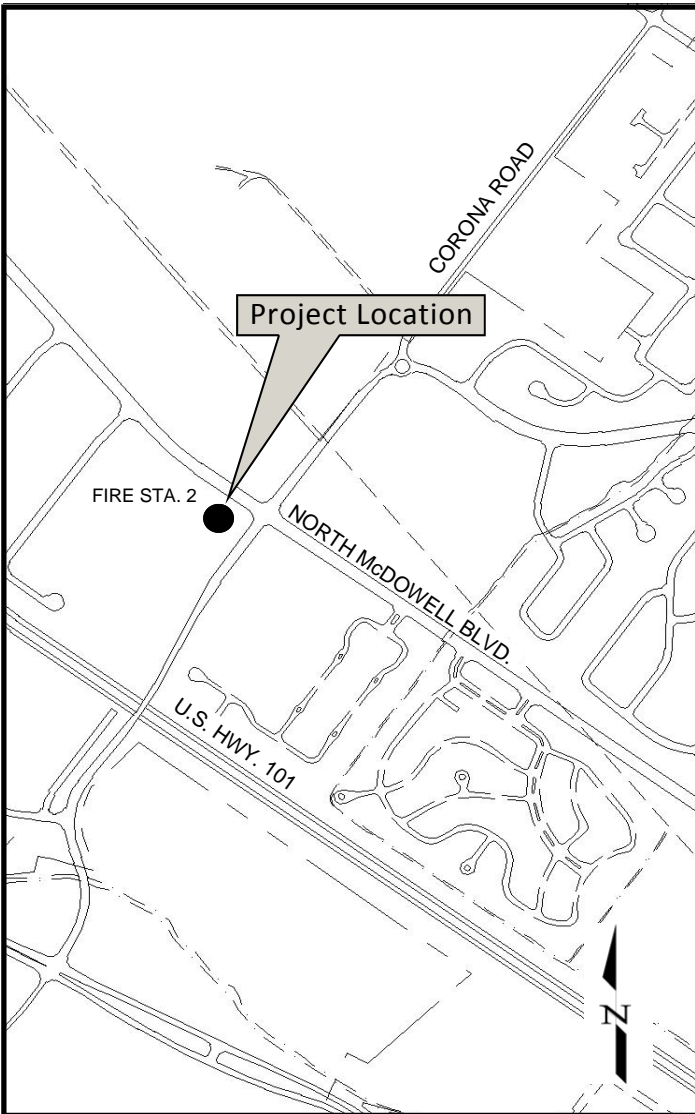 CORONA ROAD
Project Location
FIRE STA. 2
NORTH McDOWELL BLVD.
U.S. HWY. 101
N